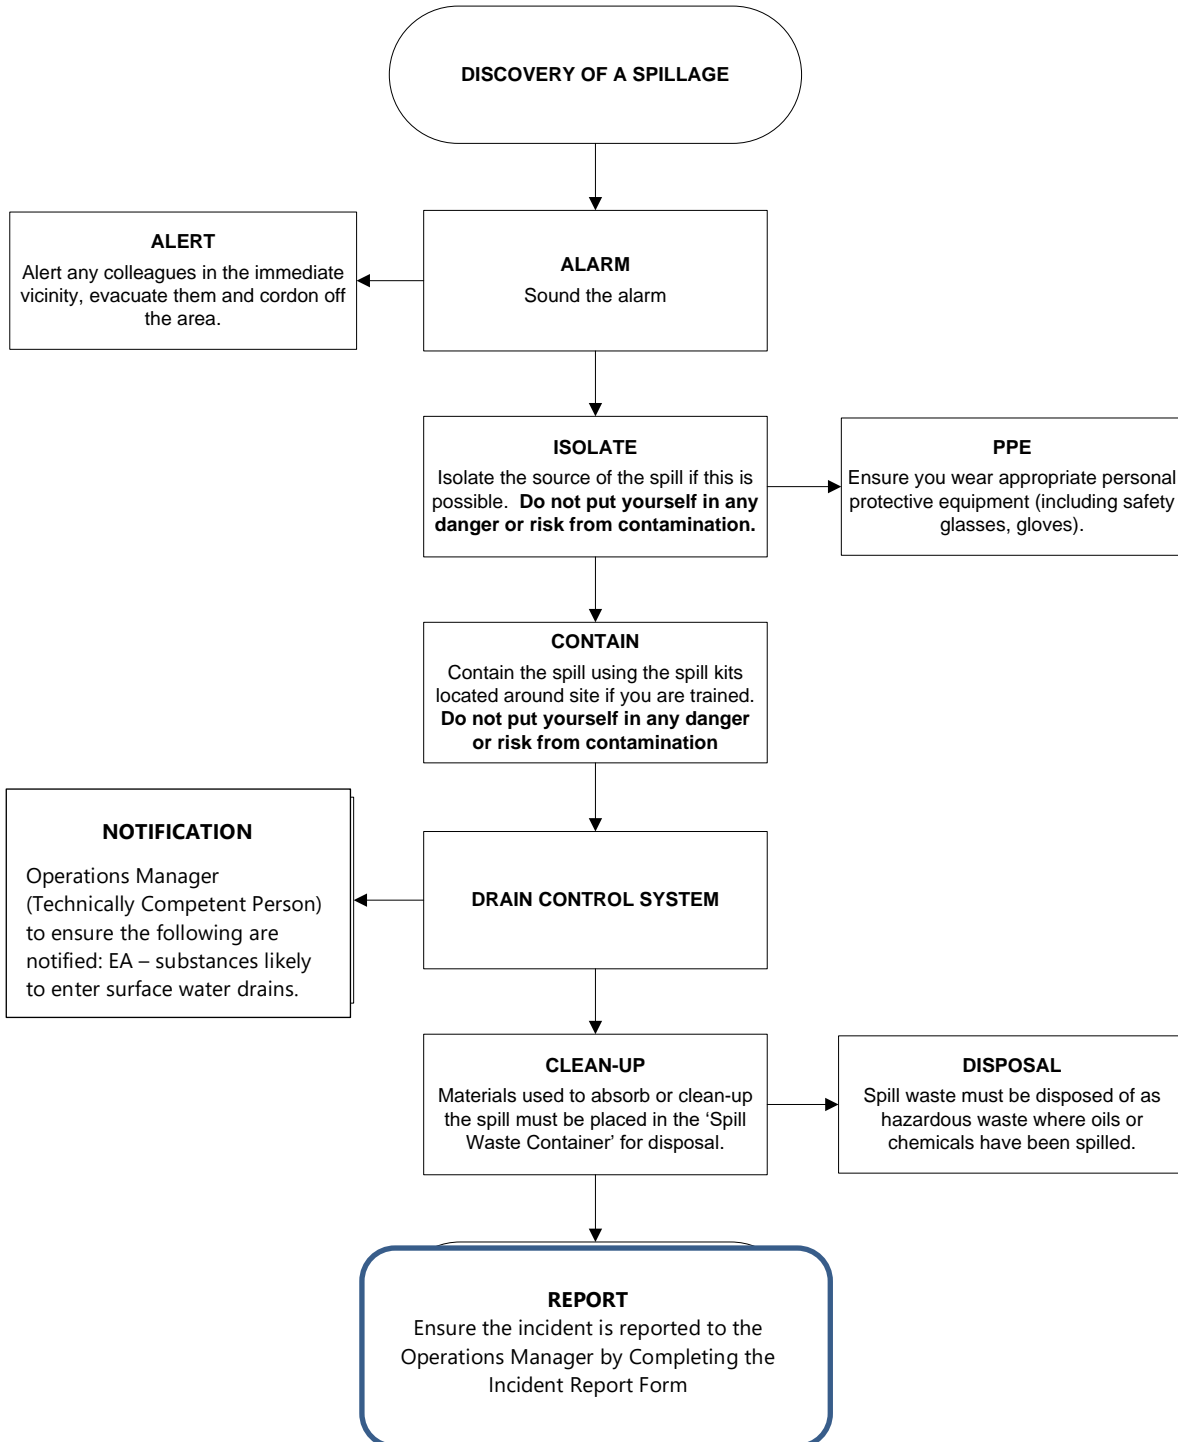 DISCOVERY OF A SPILLAGE
ALERT
Alert any colleagues in the immediate
vicinity, evacuate them and cordon off
the area.
ALARM
Sound the alarm
ISOLATE
Isolate the source of the spill if this is
possible.  Do not put yourself in any
danger or risk from contamination.
PPE
Ensure you wear appropriate personal
protective equipment (including safety
glasses, gloves).
CONTAIN
Contain the spill using the spill kits
located around site if you are trained.
Do not put yourself in any danger
or risk from contamination
NOTIFICATION
Operations Manager
(Technically Competent Person)
to ensure the following are
notified: EA – substances likely
to enter surface water drains.
DRAIN CONTROL SYSTEM
CLEAN-UP
Materials used to absorb or clean-up
the spill must be placed in the ‘Spill
Waste Container’ for disposal.
DISPOSAL
Spill waste must be disposed of as
hazardous waste where oils or
chemicals have been spilled.
REPORT
Ensure the incident is reported to the
Operations Manager by Completing the
Incident Report Form